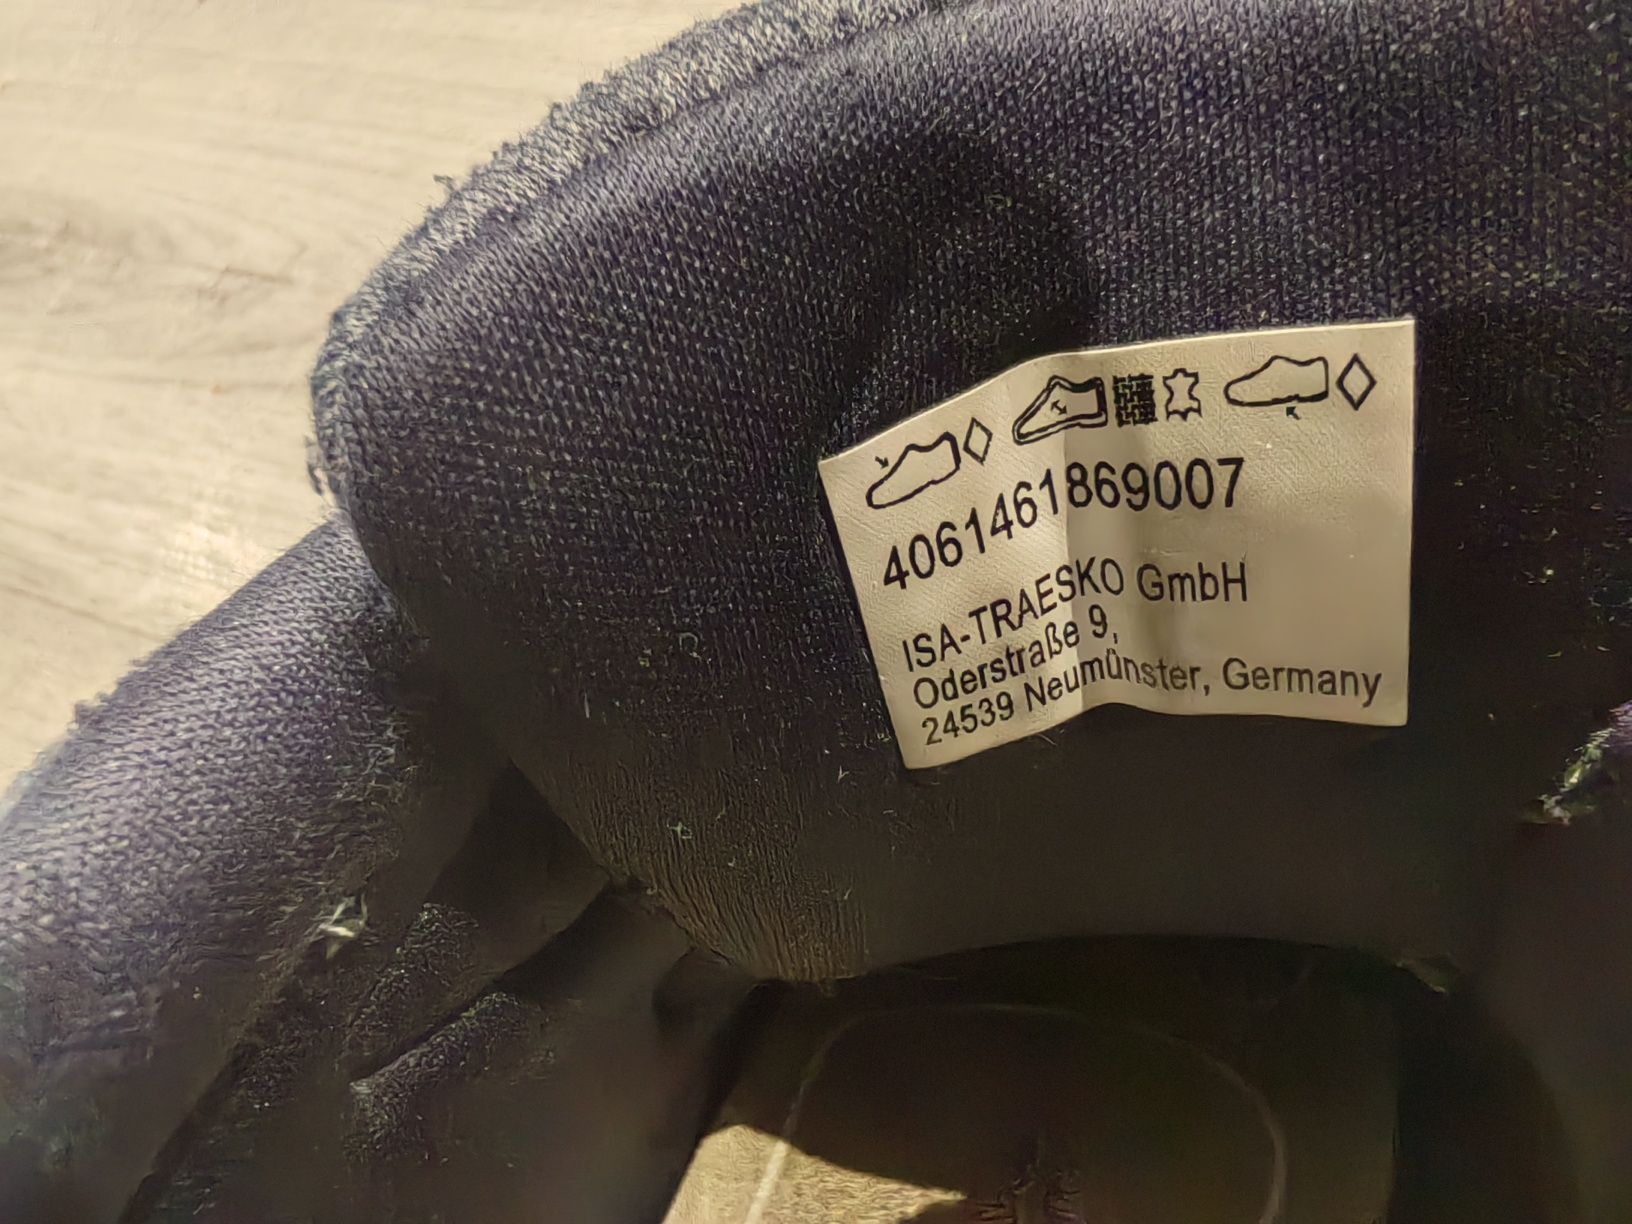 4061461869007
ISA-TRAESKO GmbH
Oderstraße 9,
24539 Neumünster, Germany